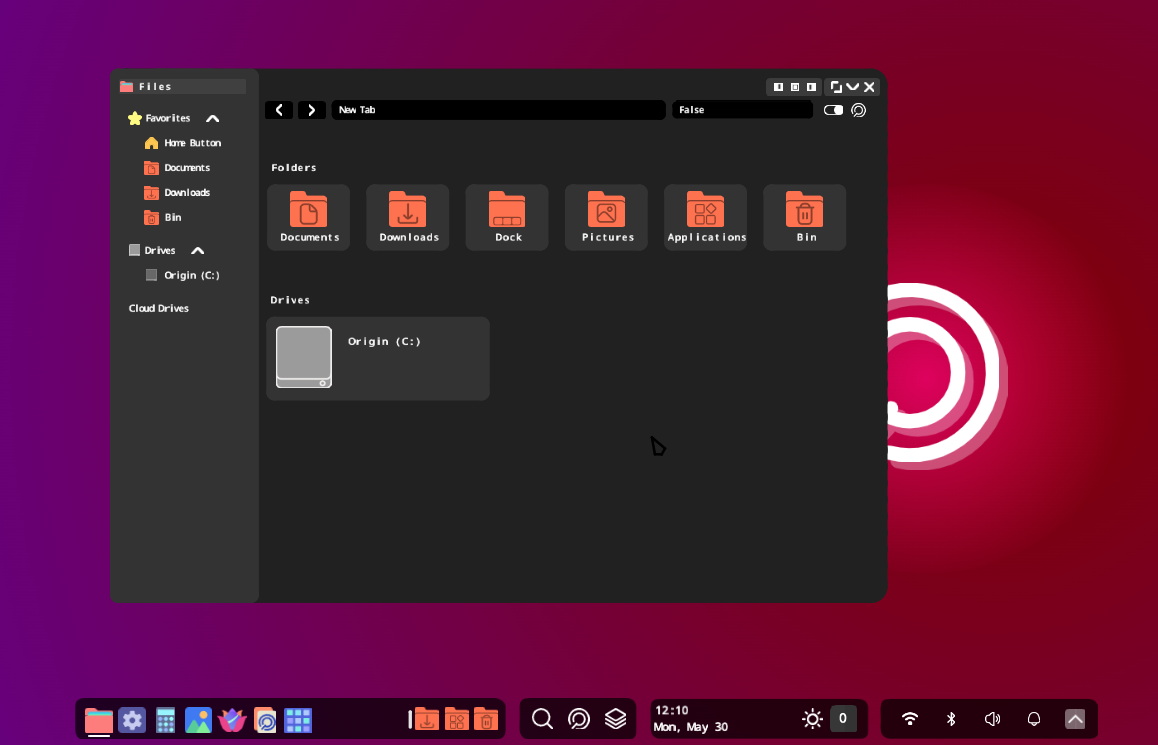 Files
New Tab
False
Favorites
Home Button
Documents
Downloads
Bin
Drives
Origin (C:)
Cloud Drives
Folders
Documents
Downloads
Dock
Pictures
Applications
Bin
Drives
Origin (C:)
12:10
Mon, May 30
0